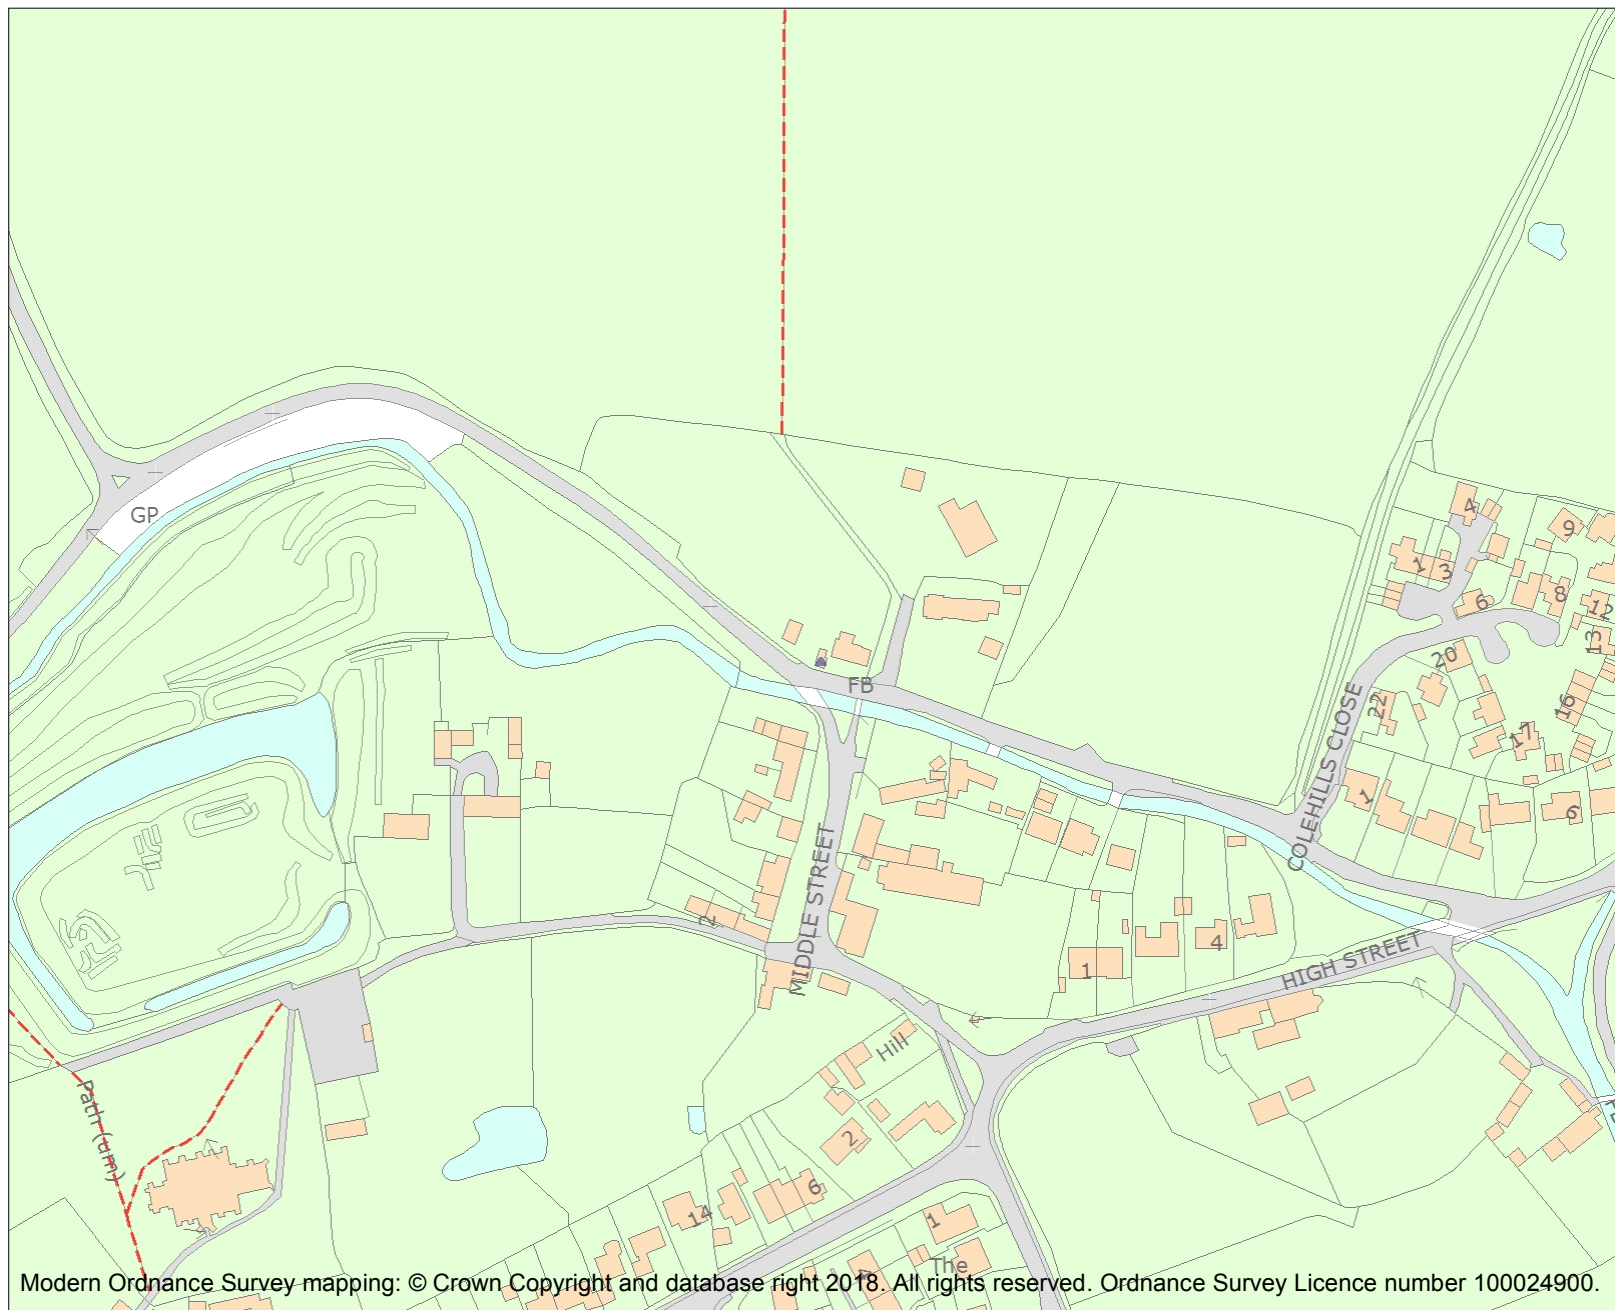 4
9
1
3
GP
8
6
12
13
20
FB
22
16
17
COLEHILLS CLOSE
1
6
MIDDLE STREET
2
4
HIGH STREET
1
Hill
Path (um)
2
6
14
1
The
4
Modern Ordnance Survey mapping: © Crown Copyright and database right 2018. All rights reserved. Ordnance Survey Licence number 100024900.